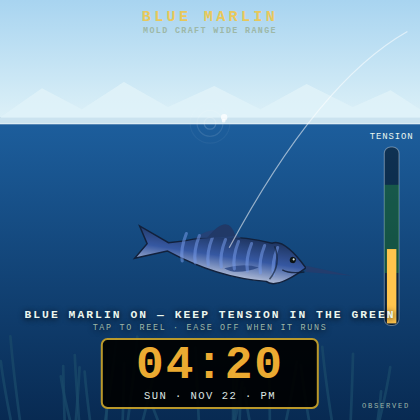 BLUE MARLIN
MOLD CRAFT WIDE RANGE
TENSION
BLUE MARLIN ON — KEEP TENSION IN THE GREEN
TAP TO REEL · EASE OFF WHEN IT RUNS
04:20
SUN · NOV 22 · PM
OBSERVED